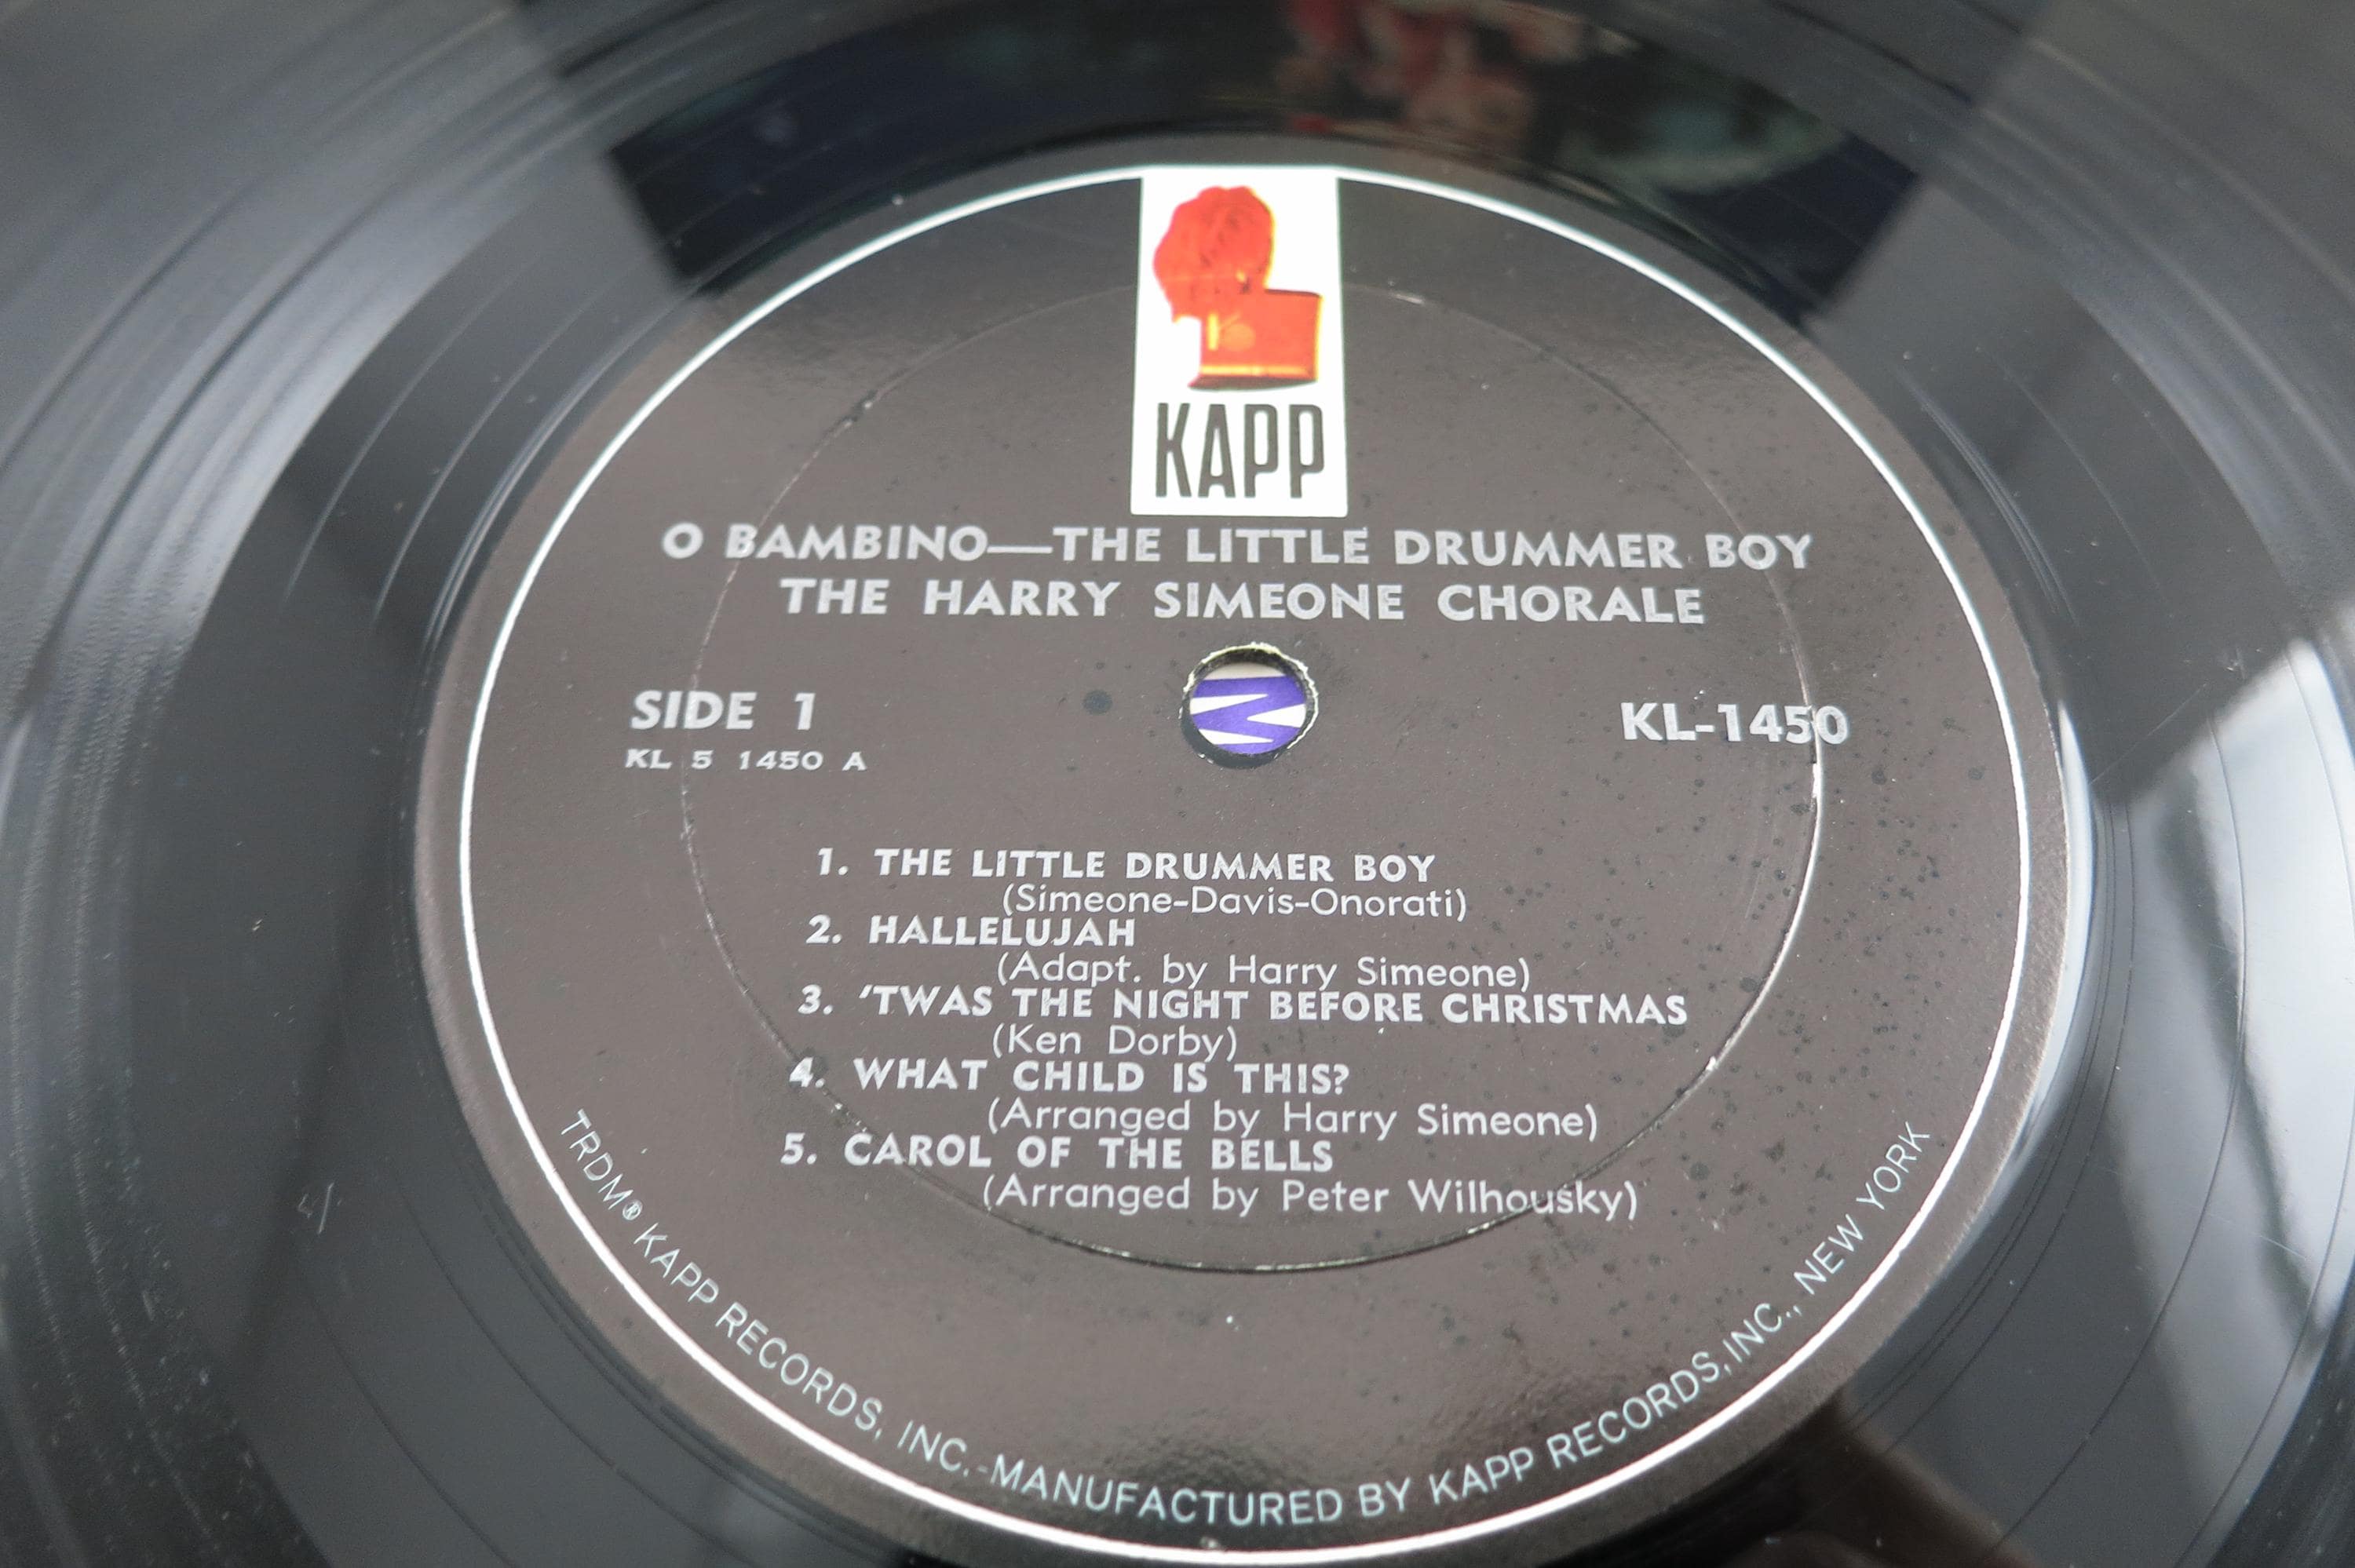 KAPP
O BAMBINO—THE LITTLE DRUMMER BOY
THE HARRY SIMEONE CHORALE
SIDE 1
KL 5 1450 A
KL-1450
1. THE LITTLE DRUMMER BOY
(Simeone-Davis-Onorati)
2. HALLELUJAH
(Adapt. by Harry Simeone)
3. 'TWAS THE NIGHT BEFORE CHRISTMAS
(Ken Dorby)
4. WHAT CHILD IS THIS?
(Arranged by Harry Simeone)
5. CAROL OF THE BELLS
(Arranged by Peter Wilhousky)
TRDM® KAPP RECORDS, INC.-MANUFACTURED BY KAPP RECORDS, INC., NEW YORK